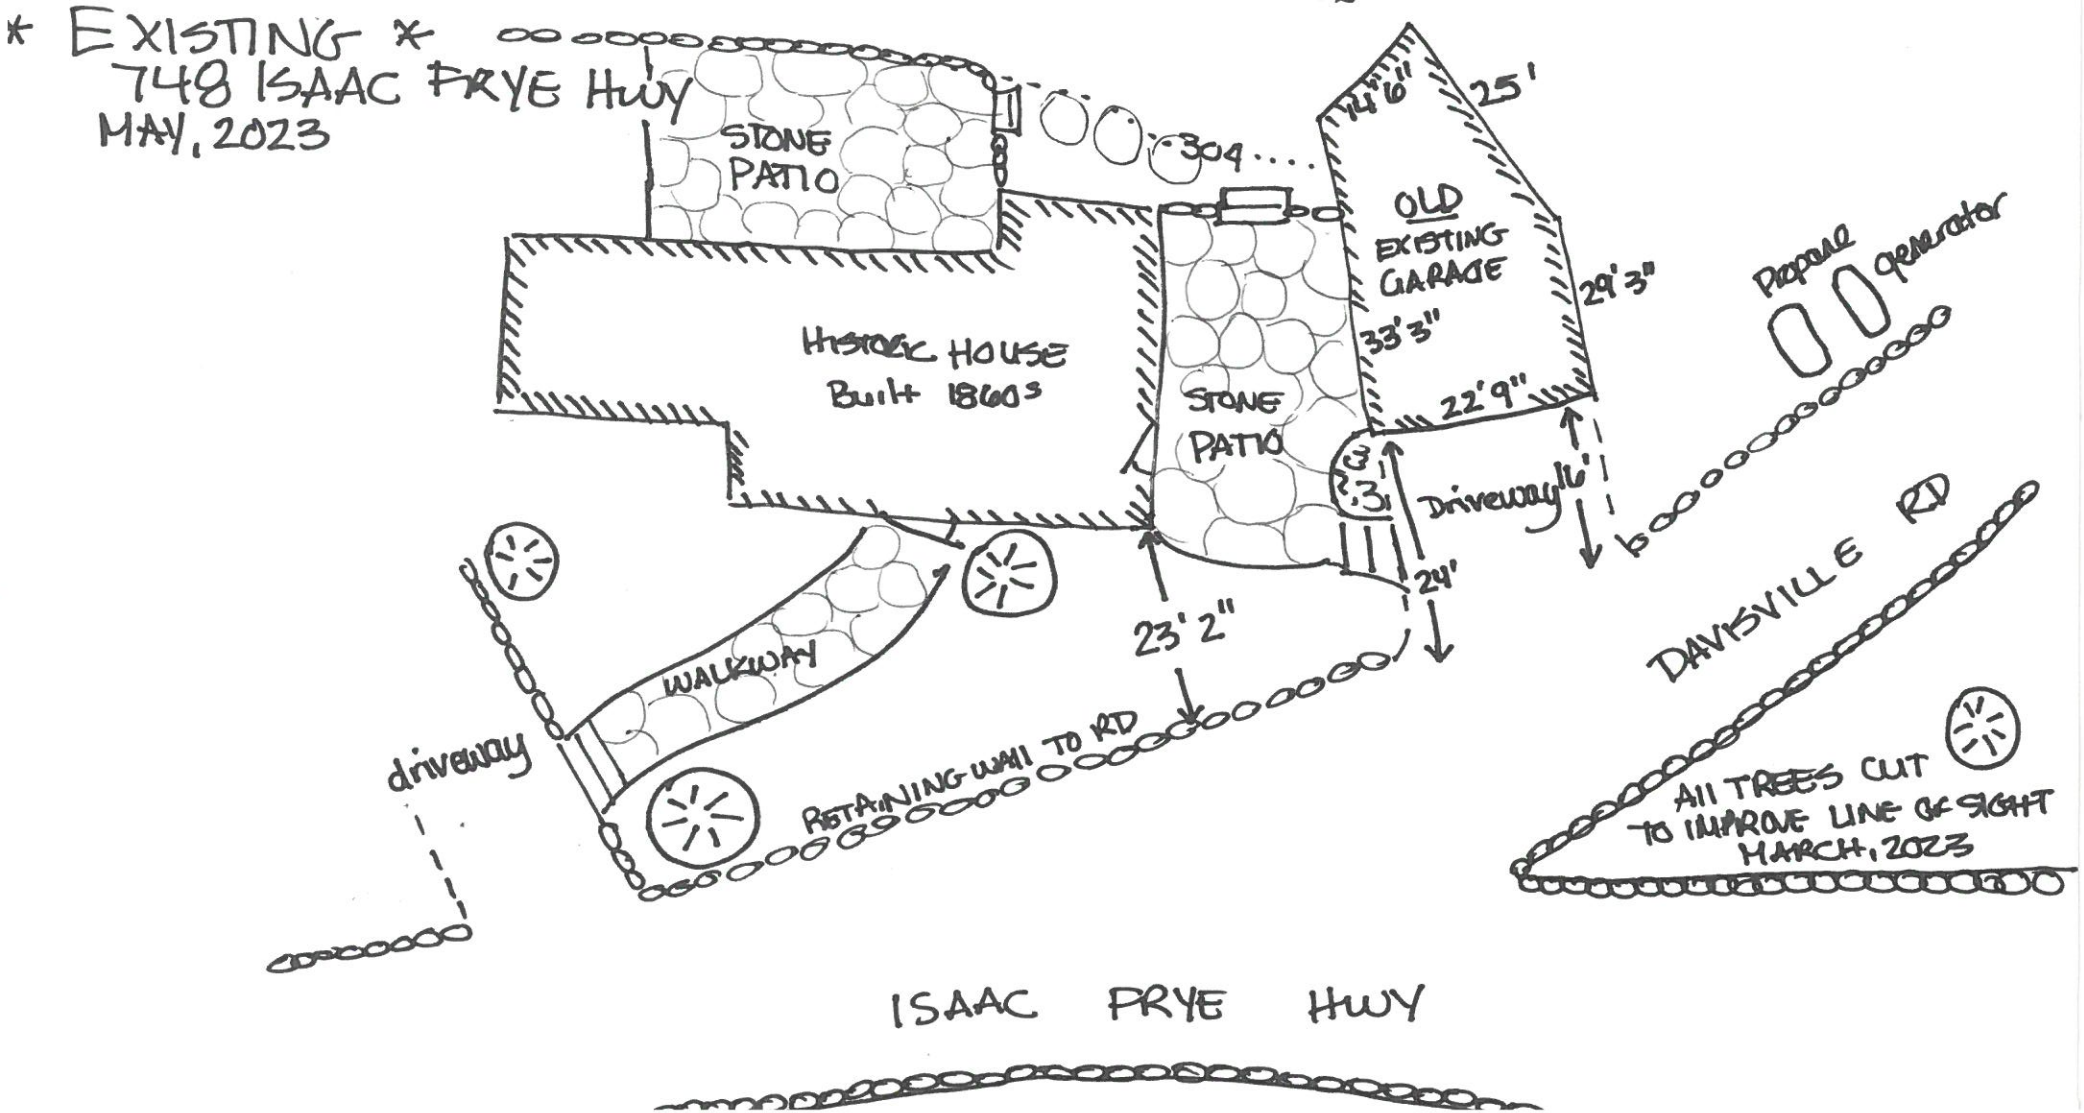 * EXISTING *
748 ISAAC FRYE HWY
MAY, 2023
STONE
PATIO
304
14'6"
25'
OLD
EXISTING
GARAGE
29'3"
33'3"
22'9"
Propane
generator
Historic HOUSE
Built 1860s
STONE
PATIO
Driveway
16'
24'
23'2"
WALKWAY
driveway
RETAINING WAll TO RD
DAVISVILLE RD
All TREES CUT
TO IMPROVE LINE OF SIGHT
MARCH, 2023
ISAAC FRYE HWY